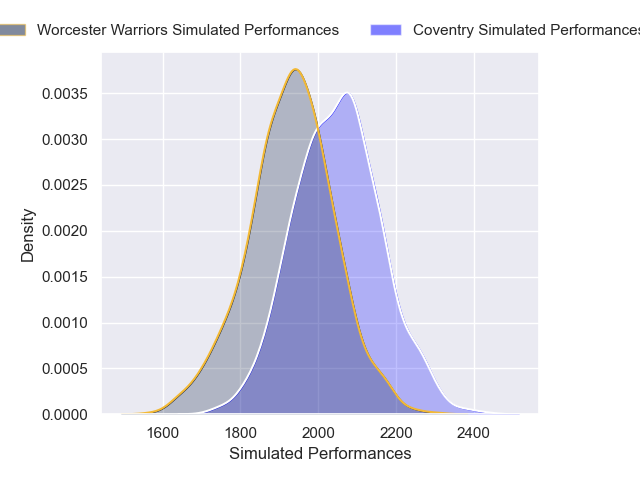 Worcester Warriors Simulated Performances
Coventry Simulated Performances
0.0035
0.0030
0.0025
0.0020
0.0015
0.0010
0.0005
0.0000
Density
1600 1800 2000 2200 2400
Simulated Performances